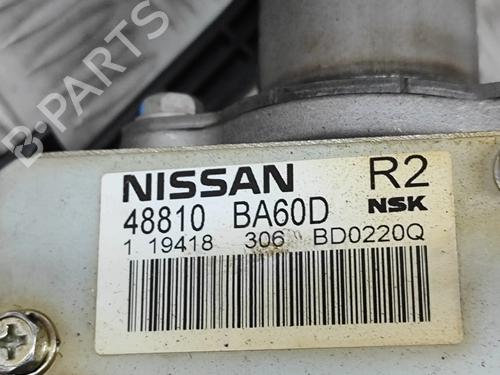 B-PARTS
NISSAN R2
48810 BA60D NSK
1 19418 306 BD0220Q